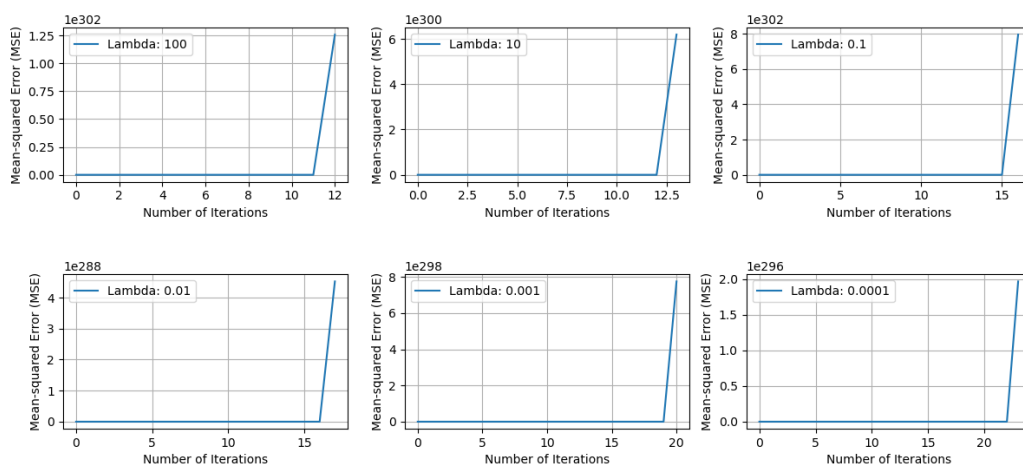 1e302
Mean-squared Error (MSE)
1.25
1.00
0.75
0.50
0.25
0.00
Lambda: 100
0 2 4 6 8 10 12
Number of Iterations
1e300
Mean-squared Error (MSE)
6
4
2
0
Lambda: 10
0.0 2.5 5.0 7.5 10.0 12.5
Number of Iterations
1e302
Mean-squared Error (MSE)
8
6
4
2
0
Lambda: 0.1
0 5 10 15
Number of Iterations
1e288
Mean-squared Error (MSE)
4
3
2
1
0
Lambda: 0.01
0 5 10 15
Number of Iterations
1e298
Mean-squared Error (MSE)
8
6
4
2
0
Lambda: 0.001
0 5 10 15 20
Number of Iterations
1e296
Mean-squared Error (MSE)
2.0
1.5
1.0
0.5
0.0
Lambda: 0.0001
0 5 10 15 20
Number of Iterations